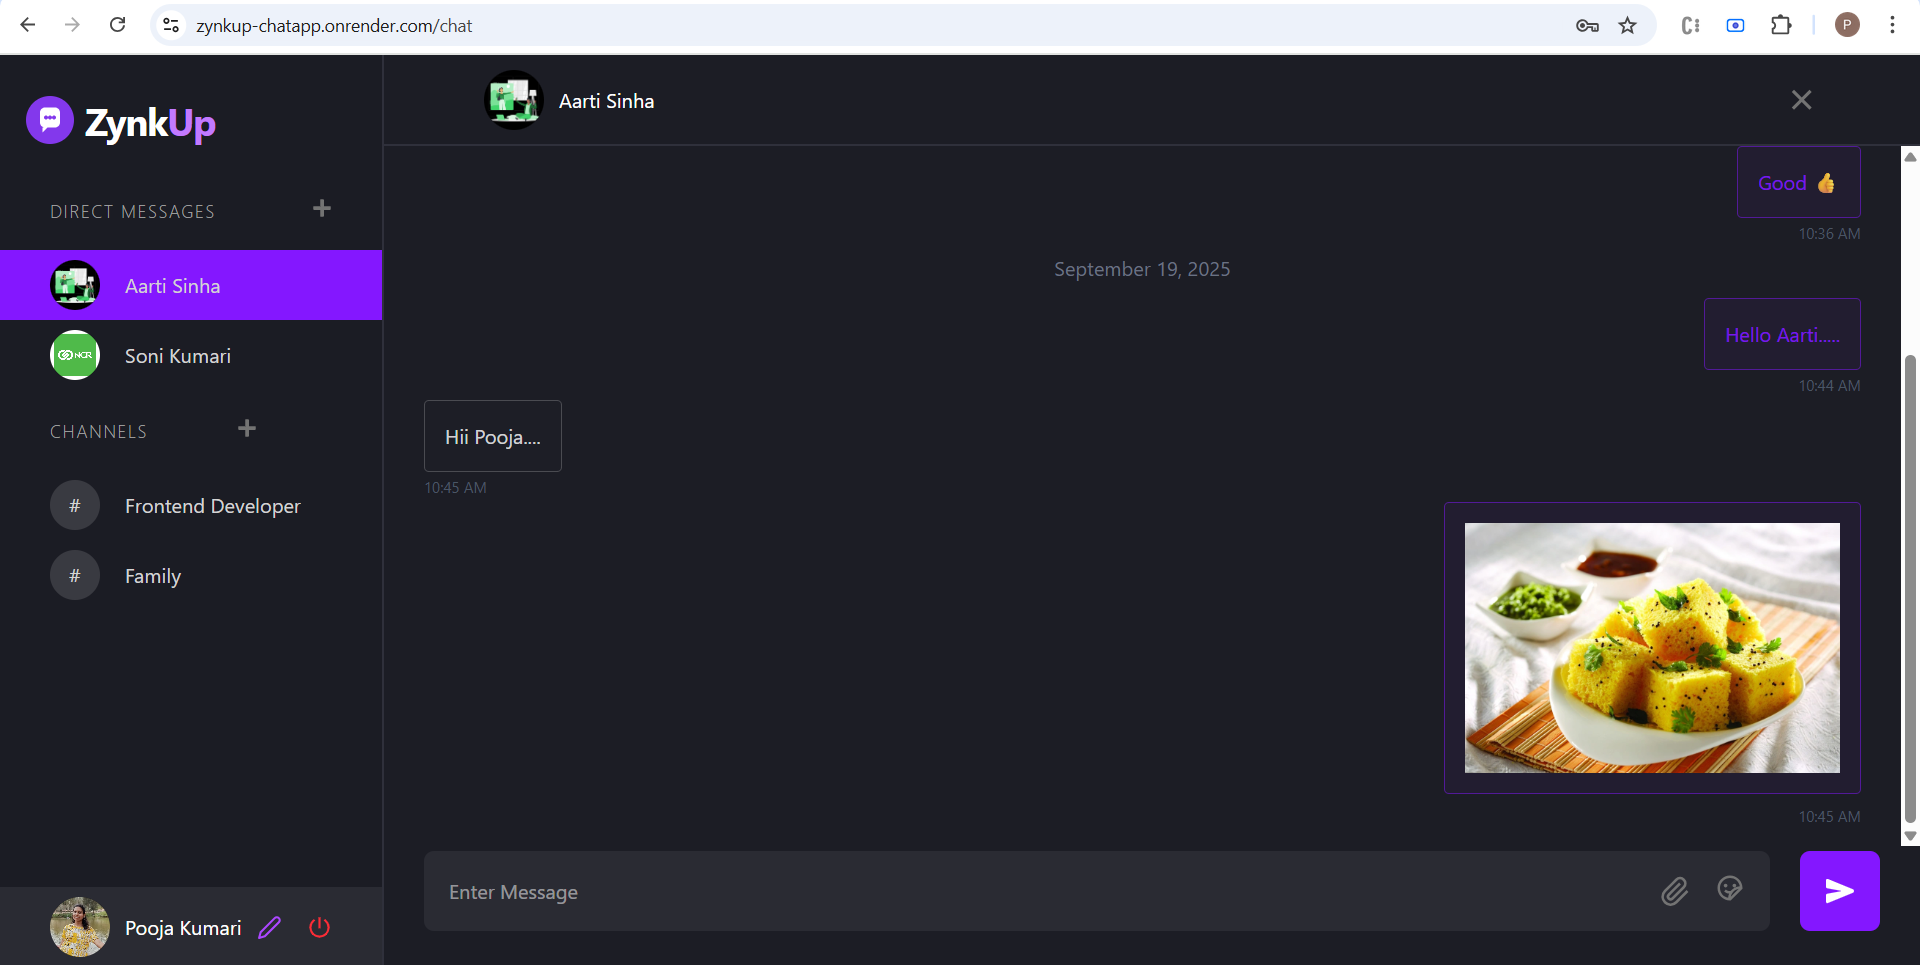 zynkup-chatapp.onrender.com/chat
P
ZynkUp
DIRECT MESSAGES
Aarti Sinha
NCR
Soni Kumari
CHANNELS
# Frontend Developer
# Family
Pooja Kumari
Aarti Sinha
Good 👍
10:36 AM
September 19, 2025
Hello Aarti.....
10:44 AM
Hii Pooja....
10:45 AM
10:45 AM
Enter Message